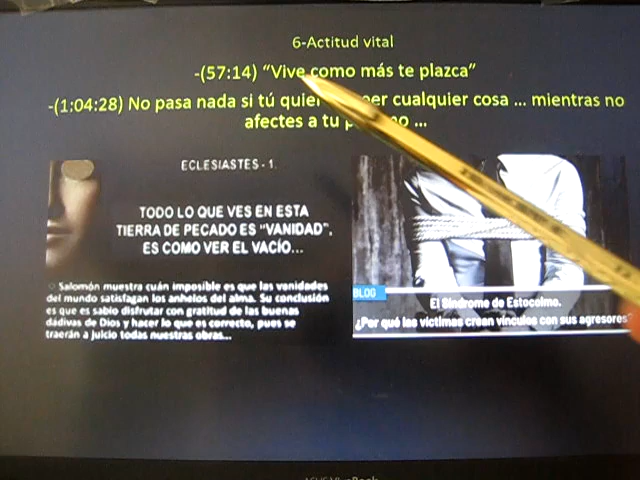 6-Actitud vital
-(57:14) “Vive como más te plazca”
-(1:04:28) No pasa nada si tú cualquier cosa ... mientras no
afectes a tu ...
ECLESIASTES - 1.
TODO LO QUE VES EN ESTA
TIERRA DE PECADO ES “VANIDAD”.
ES COMO VER EL VACÍO...
Salomón muestra cuán imposible es que las vanidades
del mundo satisfagan los anhelos del alma. Su conclusión
es que es sabio disfrutar con gratitud de las buenas
dádivas de Dios y hacer lo que es correcto, pues se
traerán a juicio todas nuestras obras...
BLOG
El Síndrome de Estocolmo.
¿Por qué las víctimas crean vínculos con sus agresores?